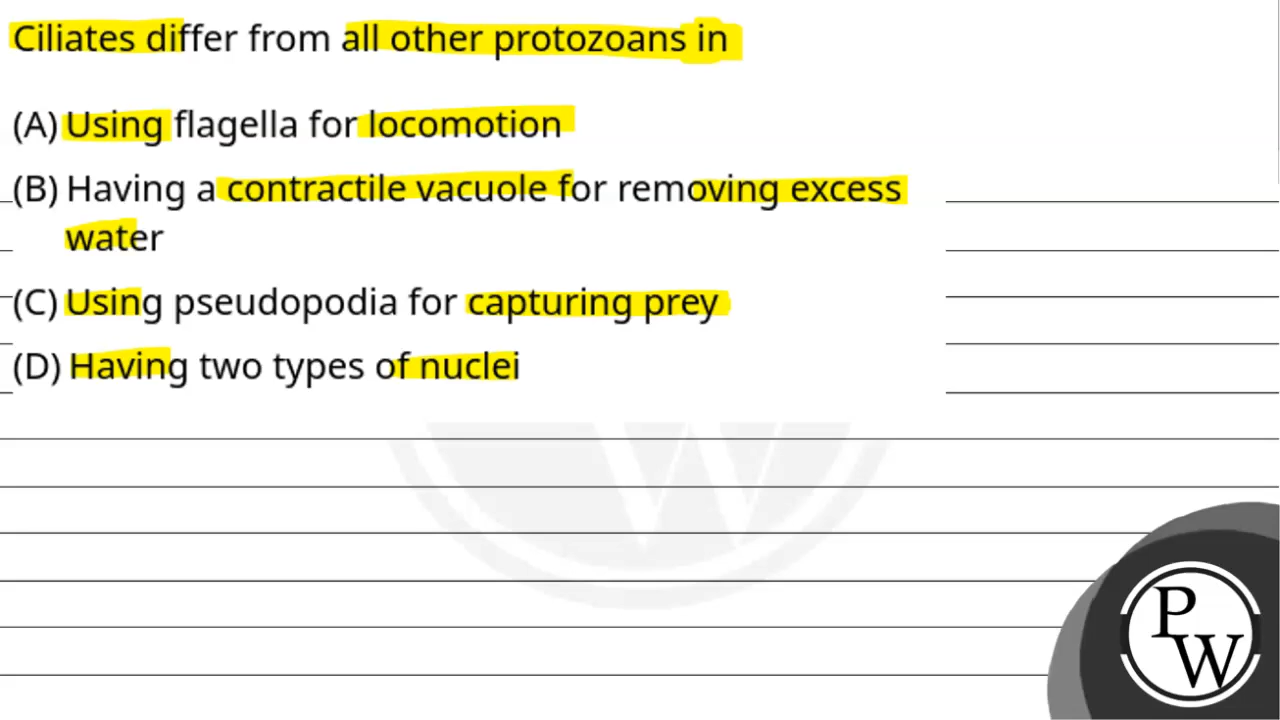 Ciliates differ from all other protozoans in
(A) Using flagella for locomotion
(B) Having a contractile vacuole for removing excess
water
(C) Using pseudopodia for capturing prey
(D) Having two types of nuclei
P
W